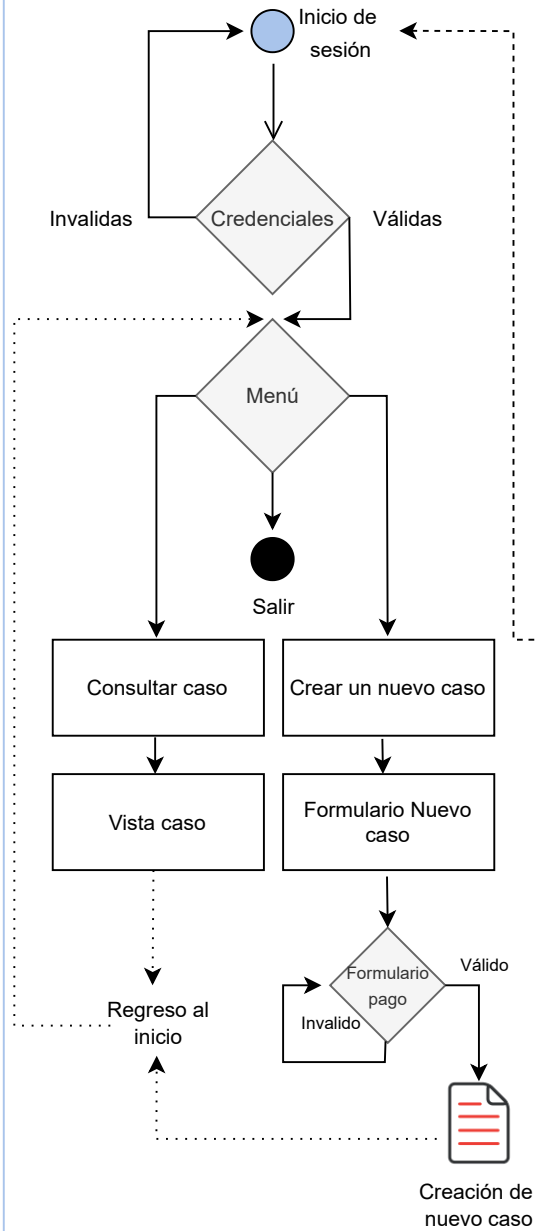 Inicio de
sesión
Invalidas
Credenciales
Válidas
Menú
Salir
Consultar caso
Crear un nuevo caso
Vista caso
Formulario Nuevo
caso
Formulario
pago
Válido
Invalido
Regreso al
inicio
Creación de
nuevo caso